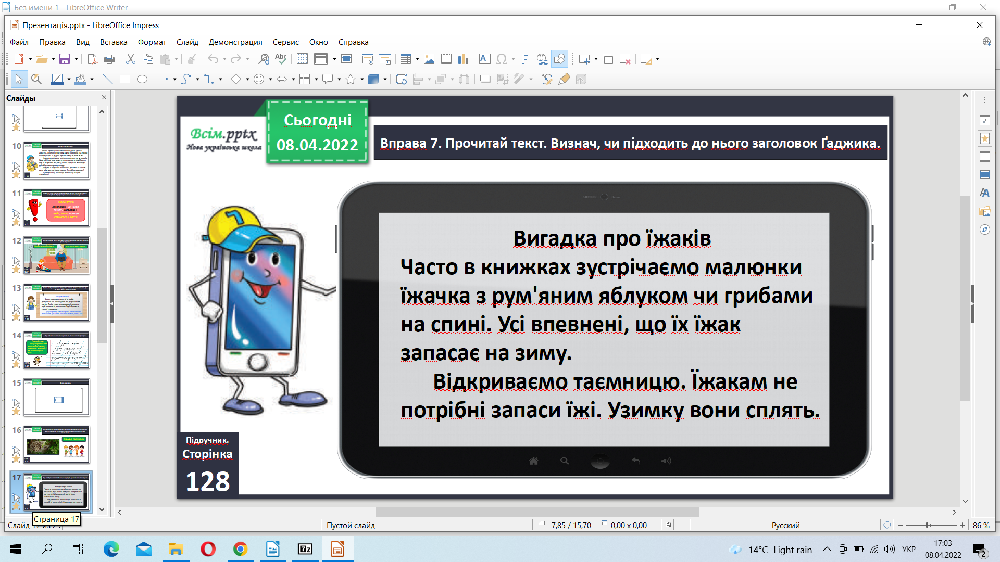 Без имени 1 - LibreOffice Writer
Презентація.pptx - LibreOffice Impress
Файл Правка Вид Вставка Формат Слайд Демонстрация Сервис Окно Справка
Слайды
10
11
Пам'ятка
12
13
14
15
16
17
Страница 17
Сьогодні
08.04.2022
Всім.pptx
Нова українська школа
Вправа 7. Прочитай текст. Визнач, чи підходить до нього заголовок Ґаджика.
Вигадка про їжаків
Часто в книжках зустрічаємо малюнки
їжачка з рум'яним яблуком чи грибами
на спині. Усі впевнені, що їх їжак
запасає на зиму.
Відкриваємо таємницю. Їжакам не
потрібні запаси їжі. Узимку вони сплять.
Підручник.
Сторінка
128
Слайд 17 из 29
Пустой слайд
-7,85 / 15,70
0,00 x 0,00
Русский
86 %
14°C Light rain
УКР
17:03
08.04.2022
2